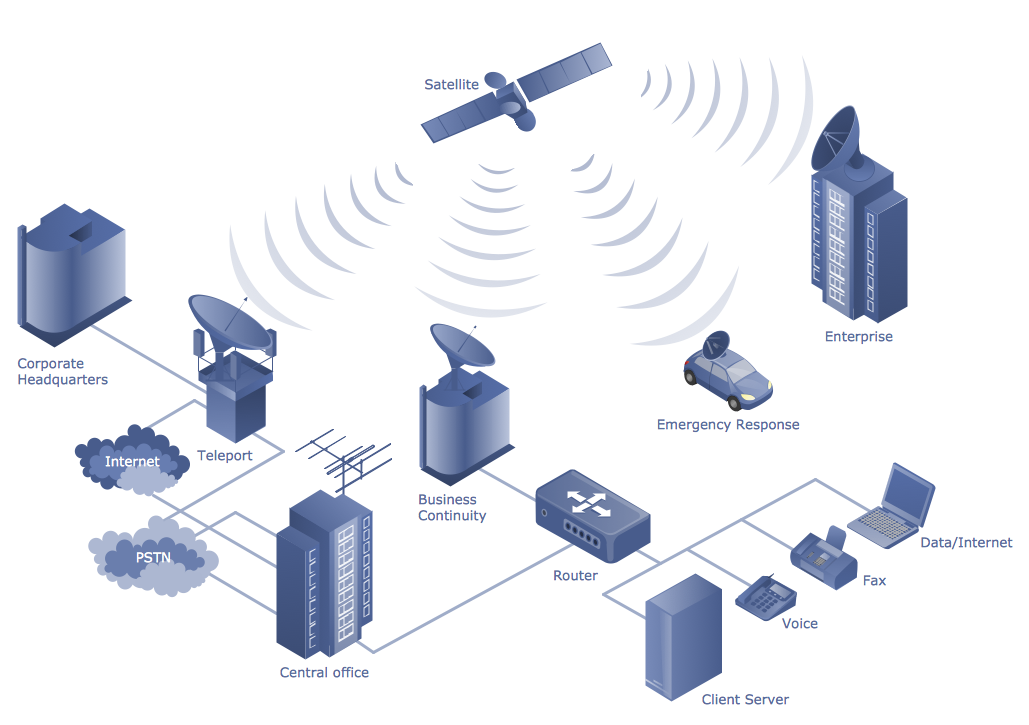 Satellite
Enterprise
Corporate
Headquarters
Emergency Response
Teleport
Internet
Business
Continuity
PSTN
Router
Data/Internet
Fax
Voice
Central office
Client Server